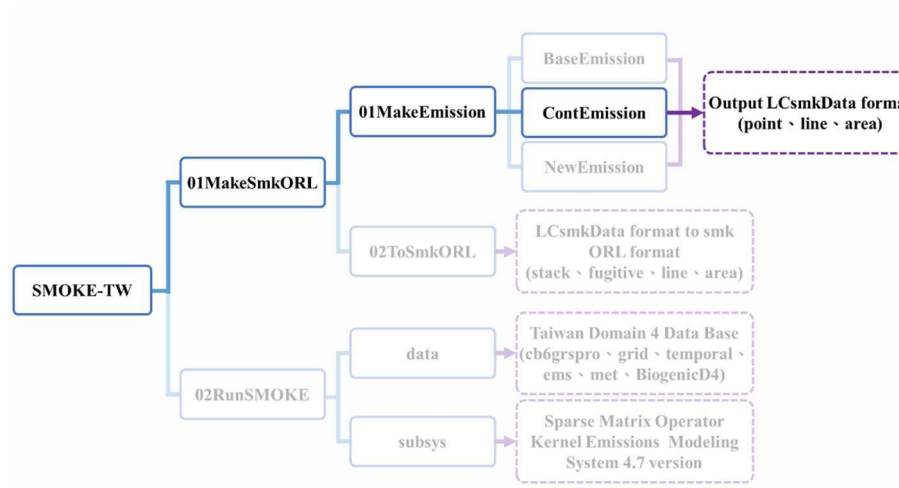 BaseEmission
01MakeEmission
ContEmission
Output LCsmkData forma
(point、line、area)
01MakeSmkORL
NewEmission
02ToSmkORL
LCsmkData format to smk
ORL format
(stack、fugitive、line、area)
SMOKE-TW
data
Taiwan Domain 4 Data Base
(cb6grspro、grid、temporal、
ems、met、BiogenicD4)
02RunSMOKE
subsys
Sparse Matrix Operator
Kernel Emissions Modeling
System 4.7 version